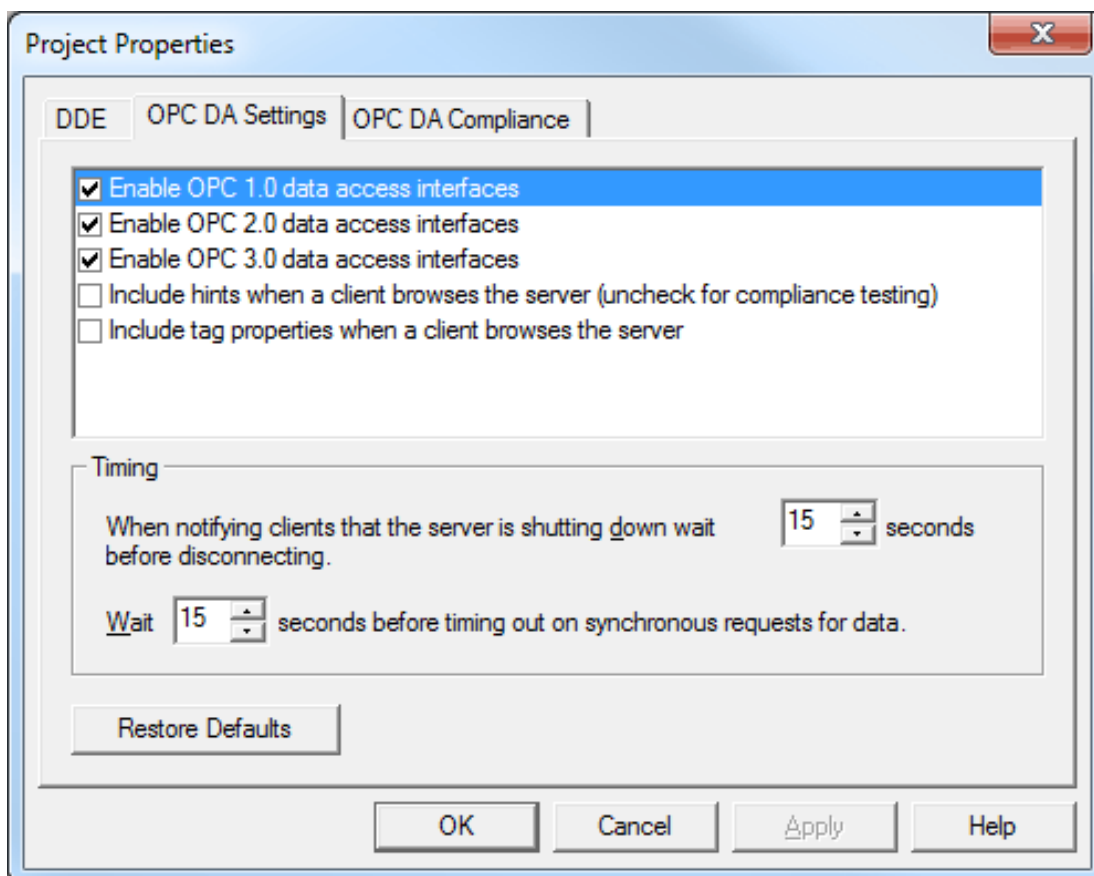 Project Properties
DDE
OPC DA Settings
OPC DA Compliance
Enable OPC 1.0 data access interfaces
Enable OPC 2.0 data access interfaces
Enable OPC 3.0 data access interfaces
Include hints when a client browses the server (uncheck for compliance testing)
Include tag properties when a client browses the server
Timing
When notifying clients that the server is shutting down wait 15 seconds
before disconnecting.
Wait 15 seconds before timing out on synchronous requests for data.
Restore Defaults
OK Cancel Apply Help